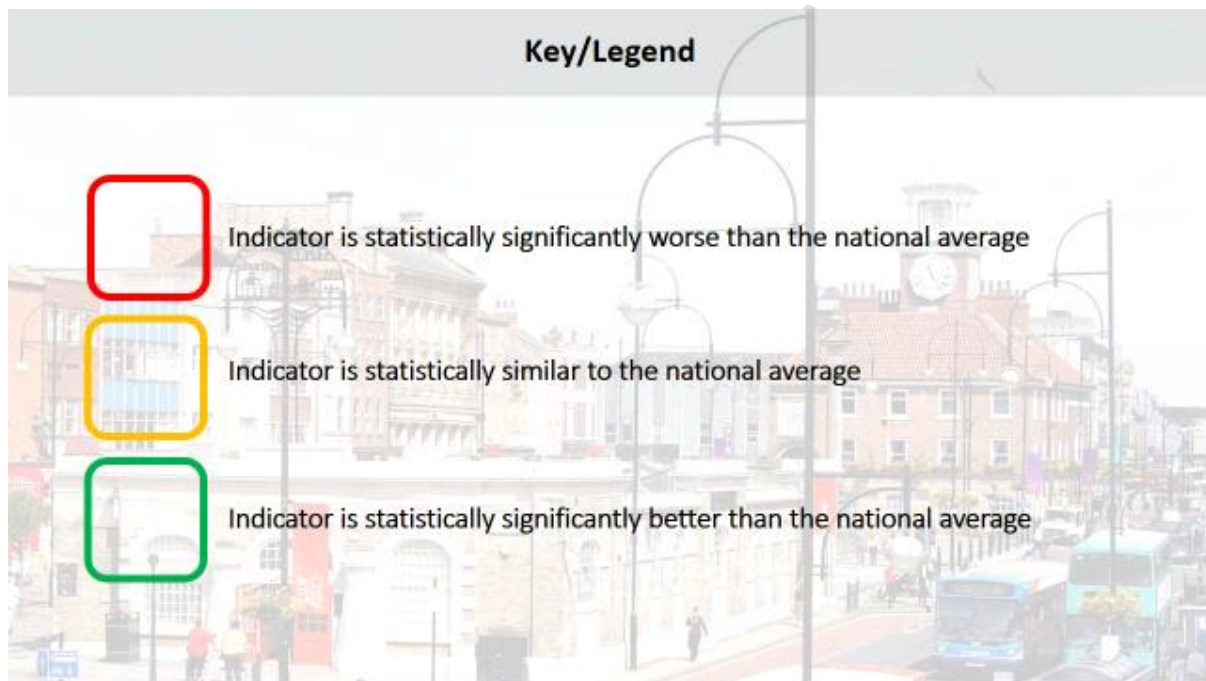 Key/Legend
Indicator is statistically significantly worse than the national average
Indicator is statistically similar to the national average
Indicator is statistically significantly better than the national average